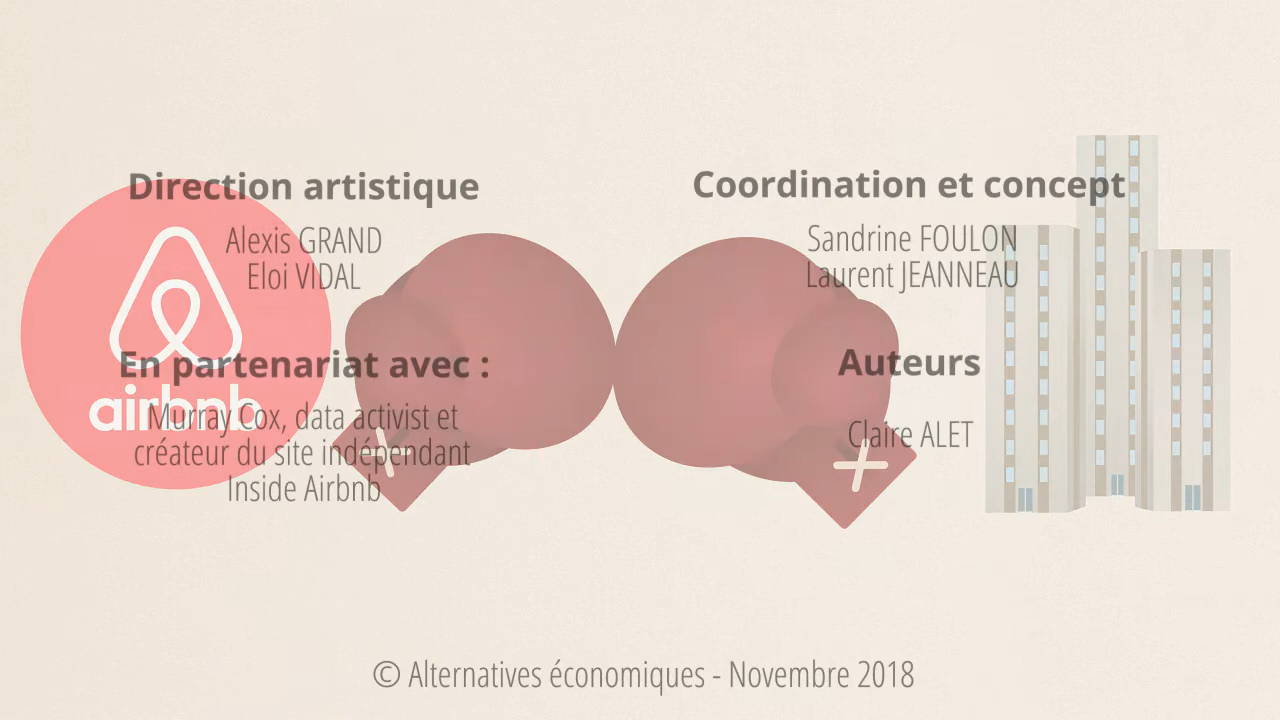 Direction artistique
Alexis GRAND
Eloi VIDAL
En partenariat avec :
Murray Cox, data activist et
créateur du site indépendant
Inside Airbnb
airbnb
Coordination et concept
Sandrine FOULON
Laurent JEANNEAU
Auteurs
Claire ALET
© Alternatives économiques - Novembre 2018